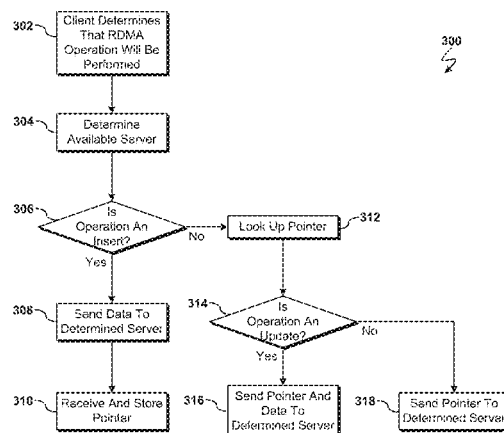 302
Client Determines
That RDMA
Operation Will Be
Performed
300
304
Determine
Available Server
306
Is
Operation An
Insert?
No
Yes
Look Up Pointer
312
308
Send Data To
Determined Server
314
Is
Operation An
Update?
No
Yes
310
Receive And Store
Pointer
316
Send Pointer And
Data To
Determined Server
318
Send Pointer To
Determined Server